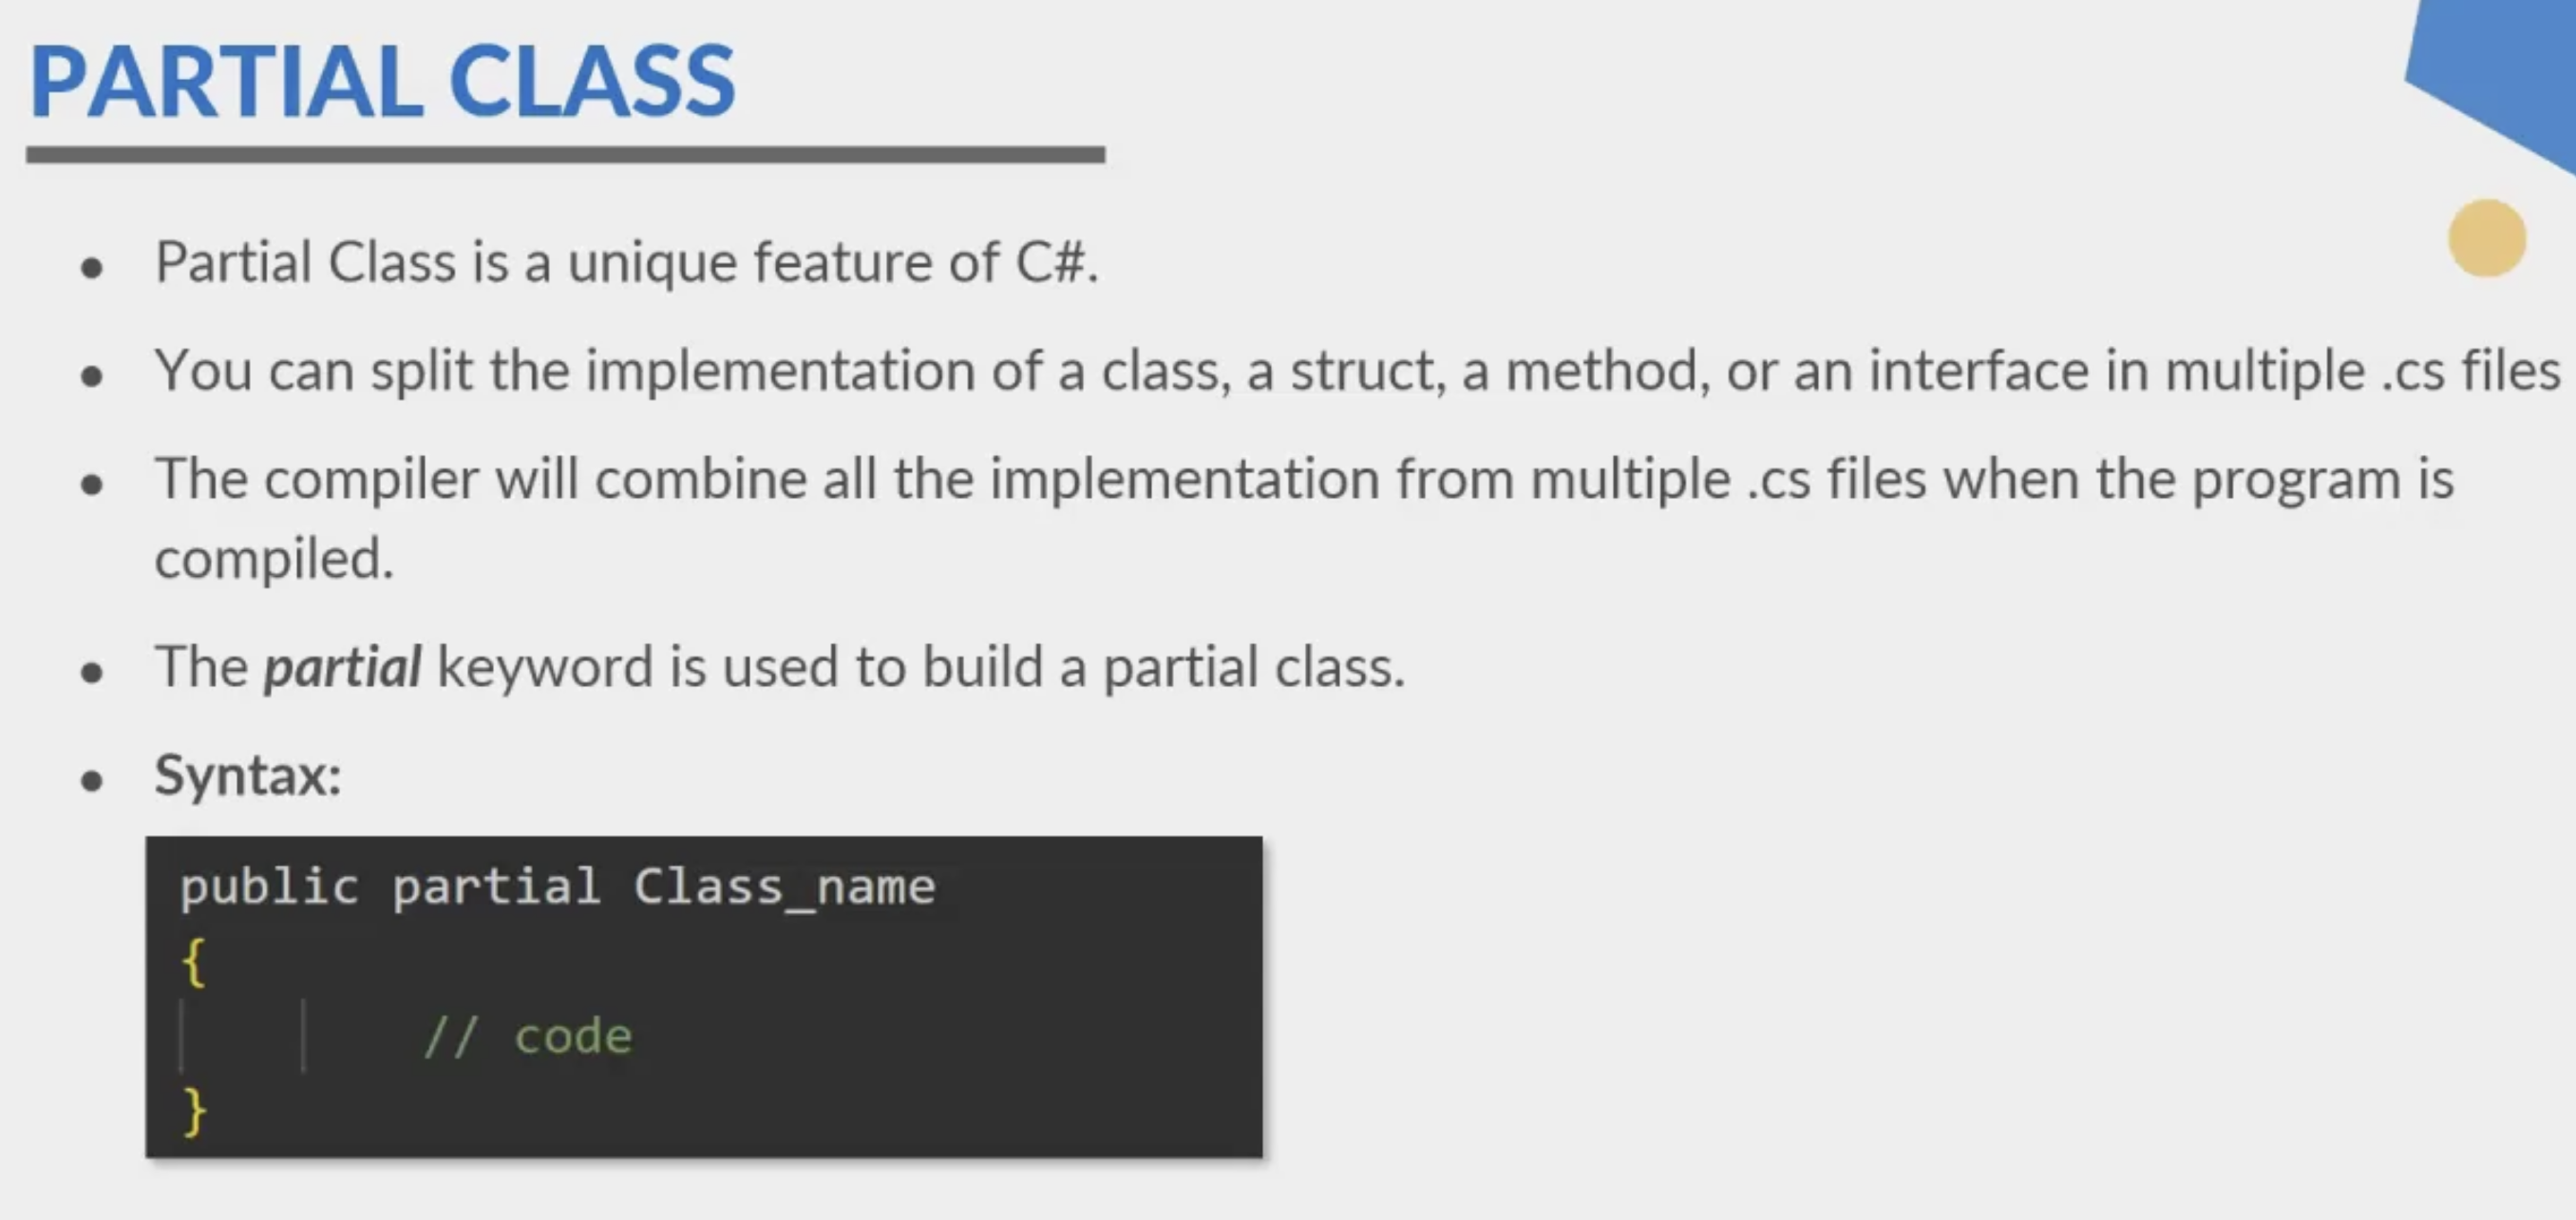 PARTIAL CLASS
● Partial Class is a unique feature of C#.
● You can split the implementation of a class, a struct, a method, or an interface in multiple .cs files
● The compiler will combine all the implementation from multiple .cs files when the program is
compiled.
● The partial keyword is used to build a partial class.
● Syntax:
public partial Class_name
{
// code
}